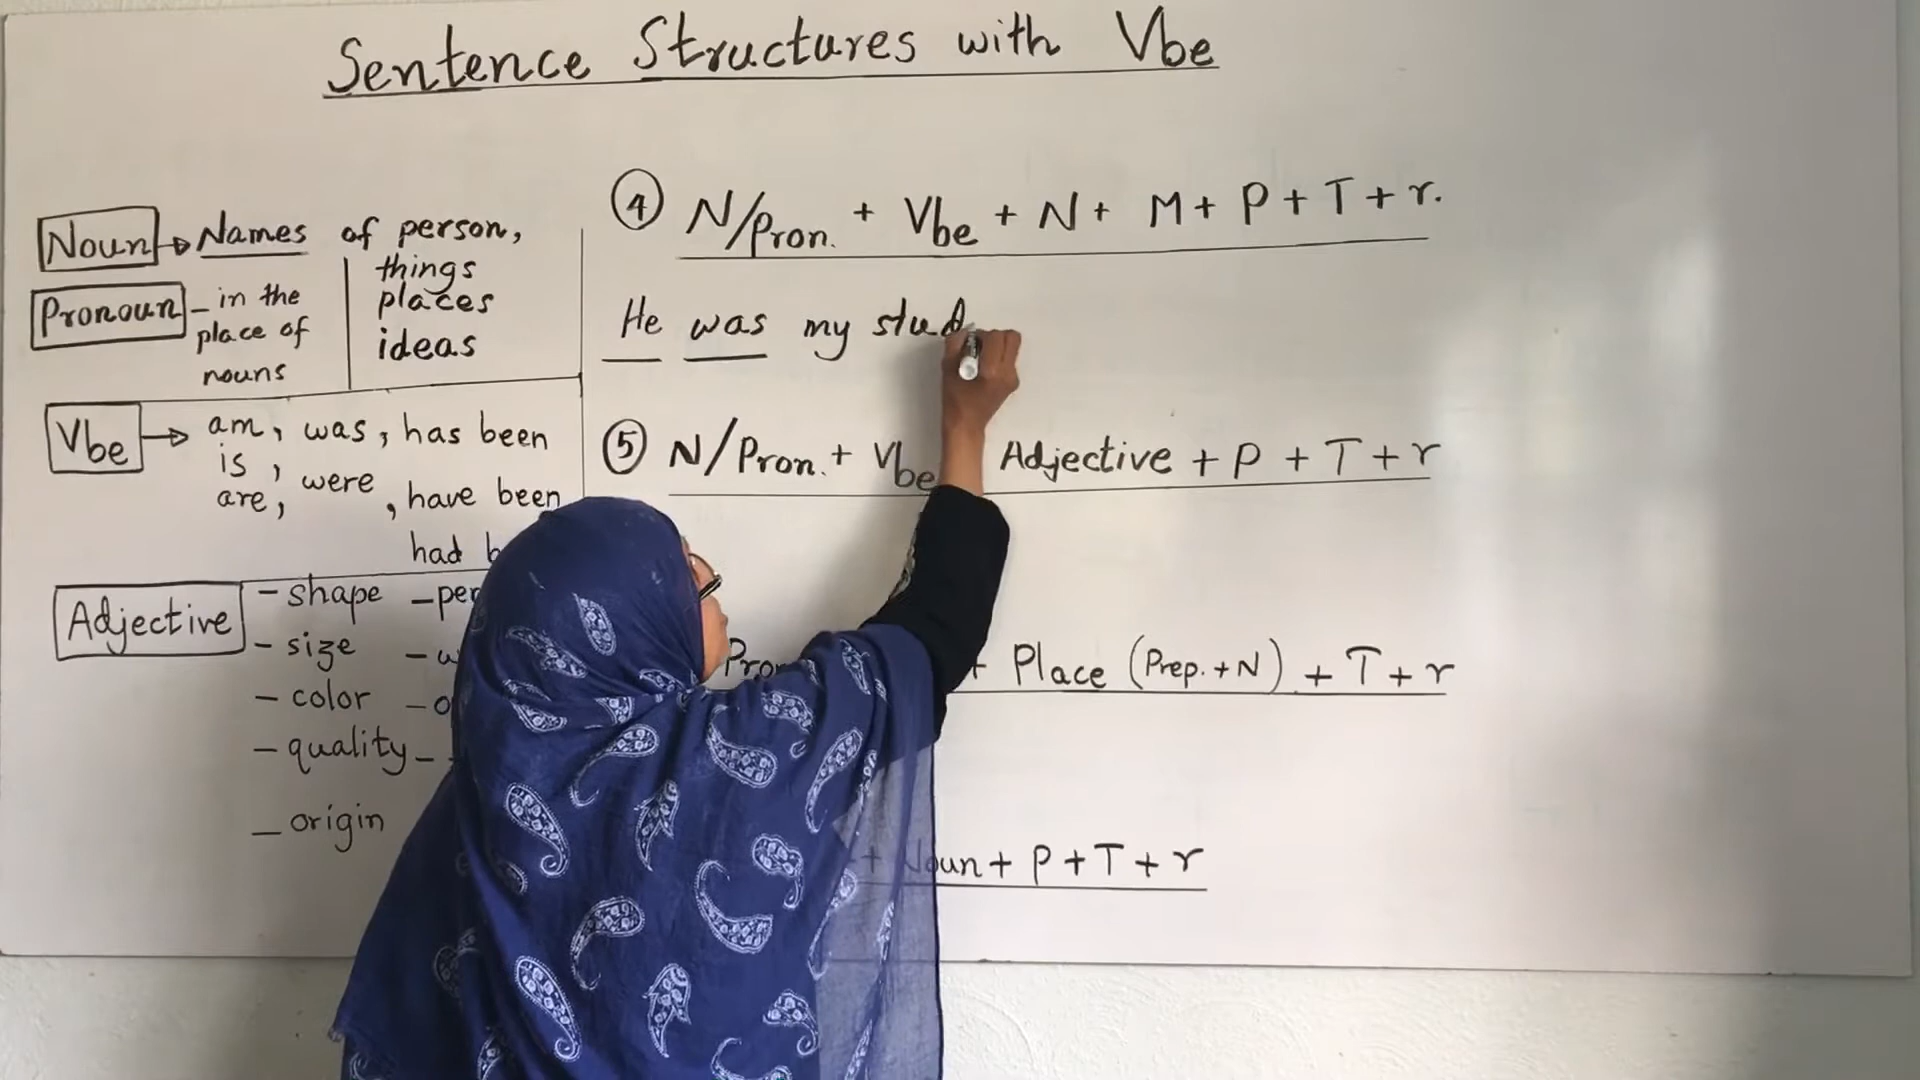 Sentence Structures with Vbe
Noun → Names of person,
things
places
ideas
Pronoun - in the
place of
nouns
Vbe → am, was, has been
is,
are, were, have been
had
Adjective - shape
- size
- color
- quality -
- origin
④ N/Pron. + Vbe + N + M + P + T + r.
He was my stud
⑤ N/Pron. + Vbe Adjective + P + T + r
+ Place (Prep. + N) + T + r
+ Noun + P + T + r